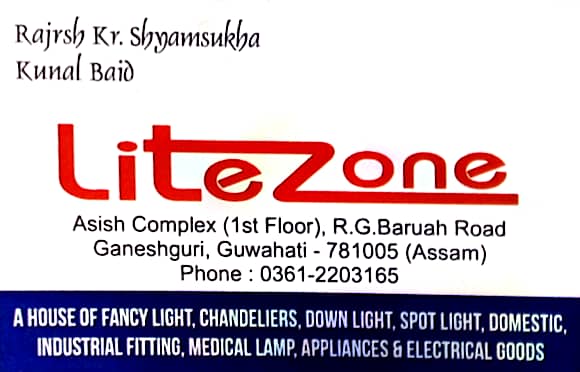 Rajrsh Kr. Shyamsukha
Kunal Baid
LiteZone
Asish Complex (1st Floor), R.G.Baruah Road
Ganeshguri, Guwahati - 781005 (Assam)
Phone : 0361-2203165
A HOUSE OF FANCY LIGHT, CHANDELIERS, DOWN LIGHT, SPOT LIGHT, DOMESTIC,
INDUSTRIAL FITTING, MEDICAL LAMP, APPLIANCES & ELECTRICAL GOODS